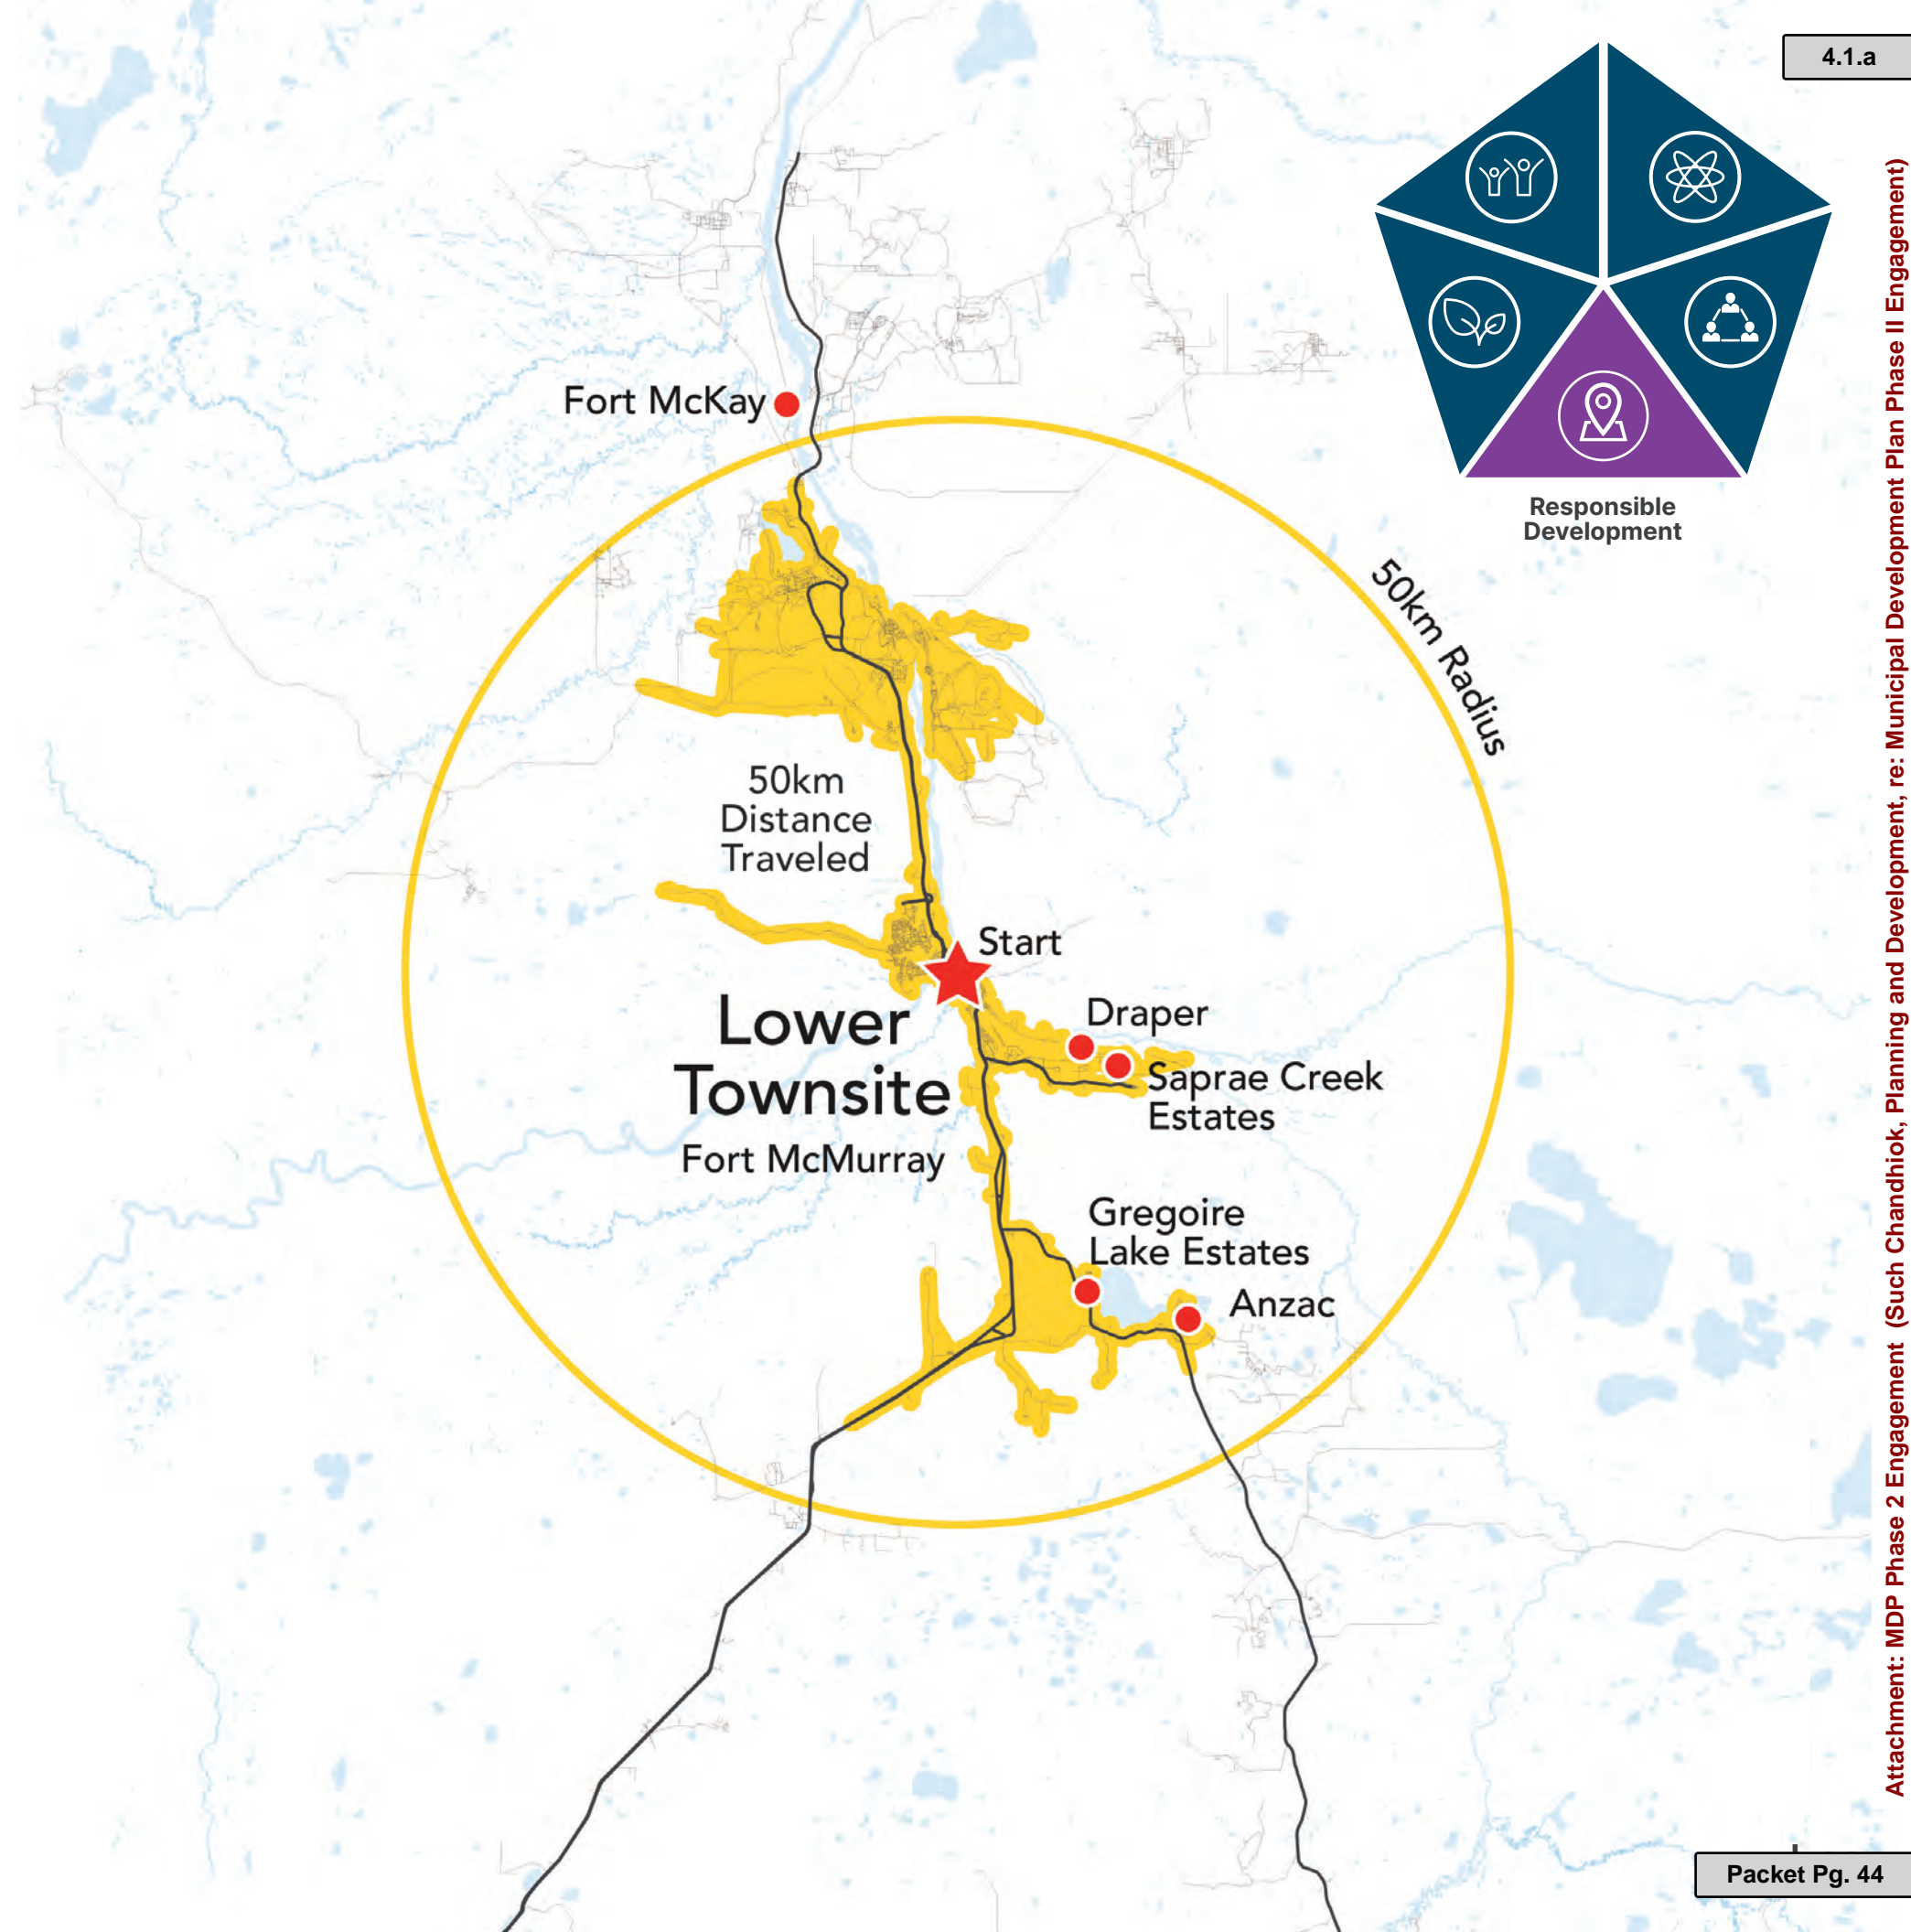 4.1.a
Responsible
Development
Fort McKay
50km Radius
50km
Distance
Traveled
Start
Lower
Townsite
Fort McMurray
Draper
Saprae Creek
Estates
Gregoire
Lake Estates
Anzac
Attachment: MDP Phase 2 Engagement (Such Chandhiok, Planning and Development, re: Municipal Development Plan Phase II Engagement)
Packet Pg. 44